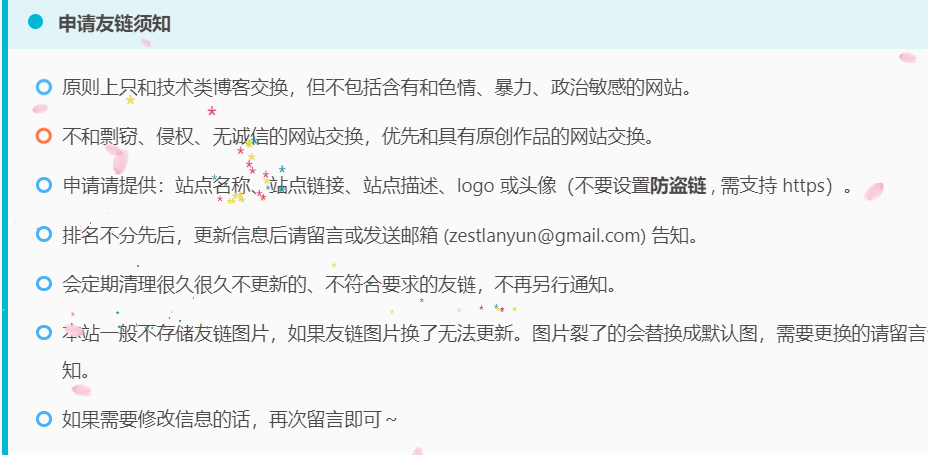 申请友链须知
原则上只和技术类博客交换，但不包括含有和色情、暴力、政治敏感的网站。
不和剽窃、侵权、无诚信的网站交换，优先和具有原创作品的网站交换。
申请请提供：站点名称、站点链接、站点描述、logo 或头像（不要设置防盗链 , 需支持 https）。
排名不分先后，更新信息后请留言或发送邮箱 (zestlanyun@gmail.com) 告知。
会定期清理很久很久不更新的、不符合要求的友链，不再另行通知。
本站一般不存储友链图片，如果友链图片换了无法更新。图片裂了的会替换成默认图，需要更换的请留言
知。
如果需要修改信息的话，再次留言即可 ~